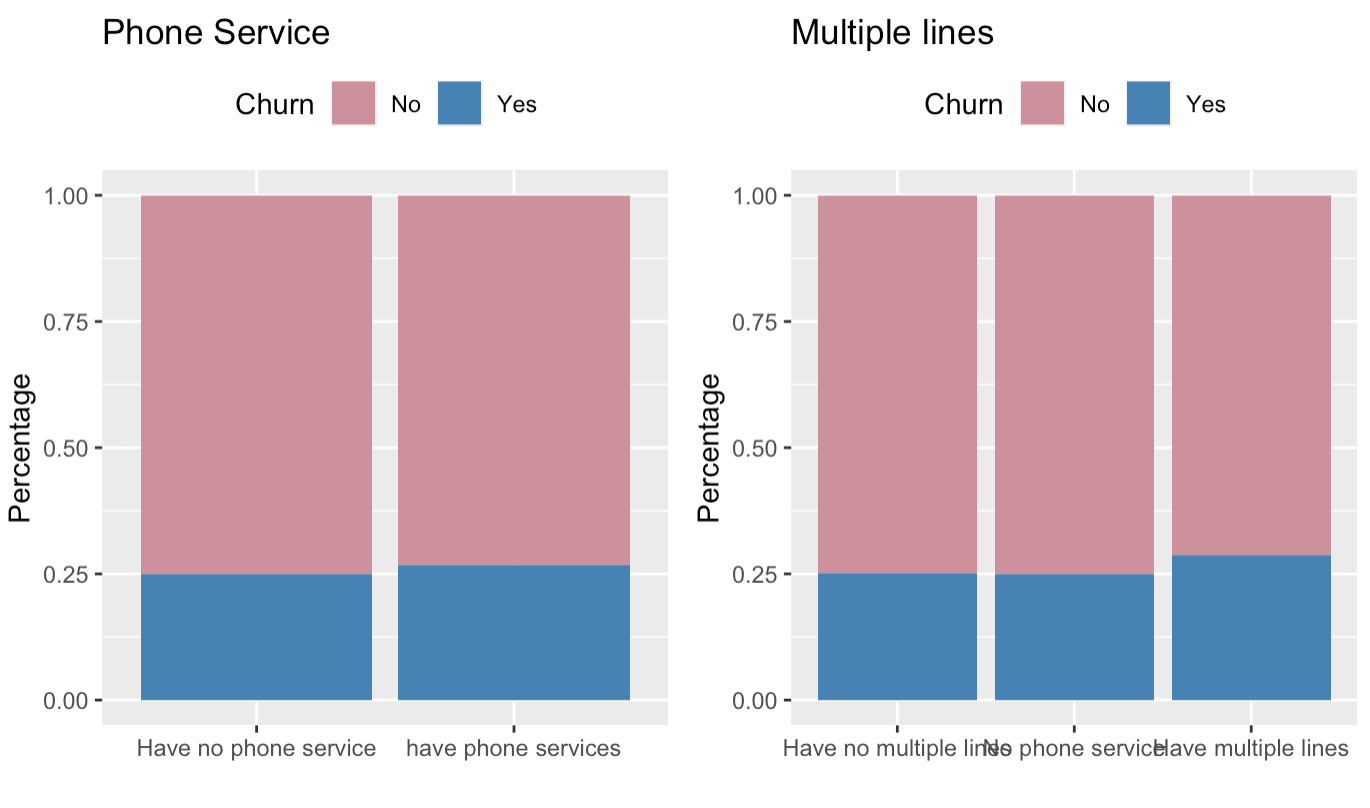 Phone Service
Churn No Yes
Percentage
1.00
0.75
0.50
0.25
0.00
Have no phone service have phone services
Multiple lines
Churn No Yes
Percentage
1.00
0.75
0.50
0.25
0.00
Have no multiple lines No phone service Have multiple lines